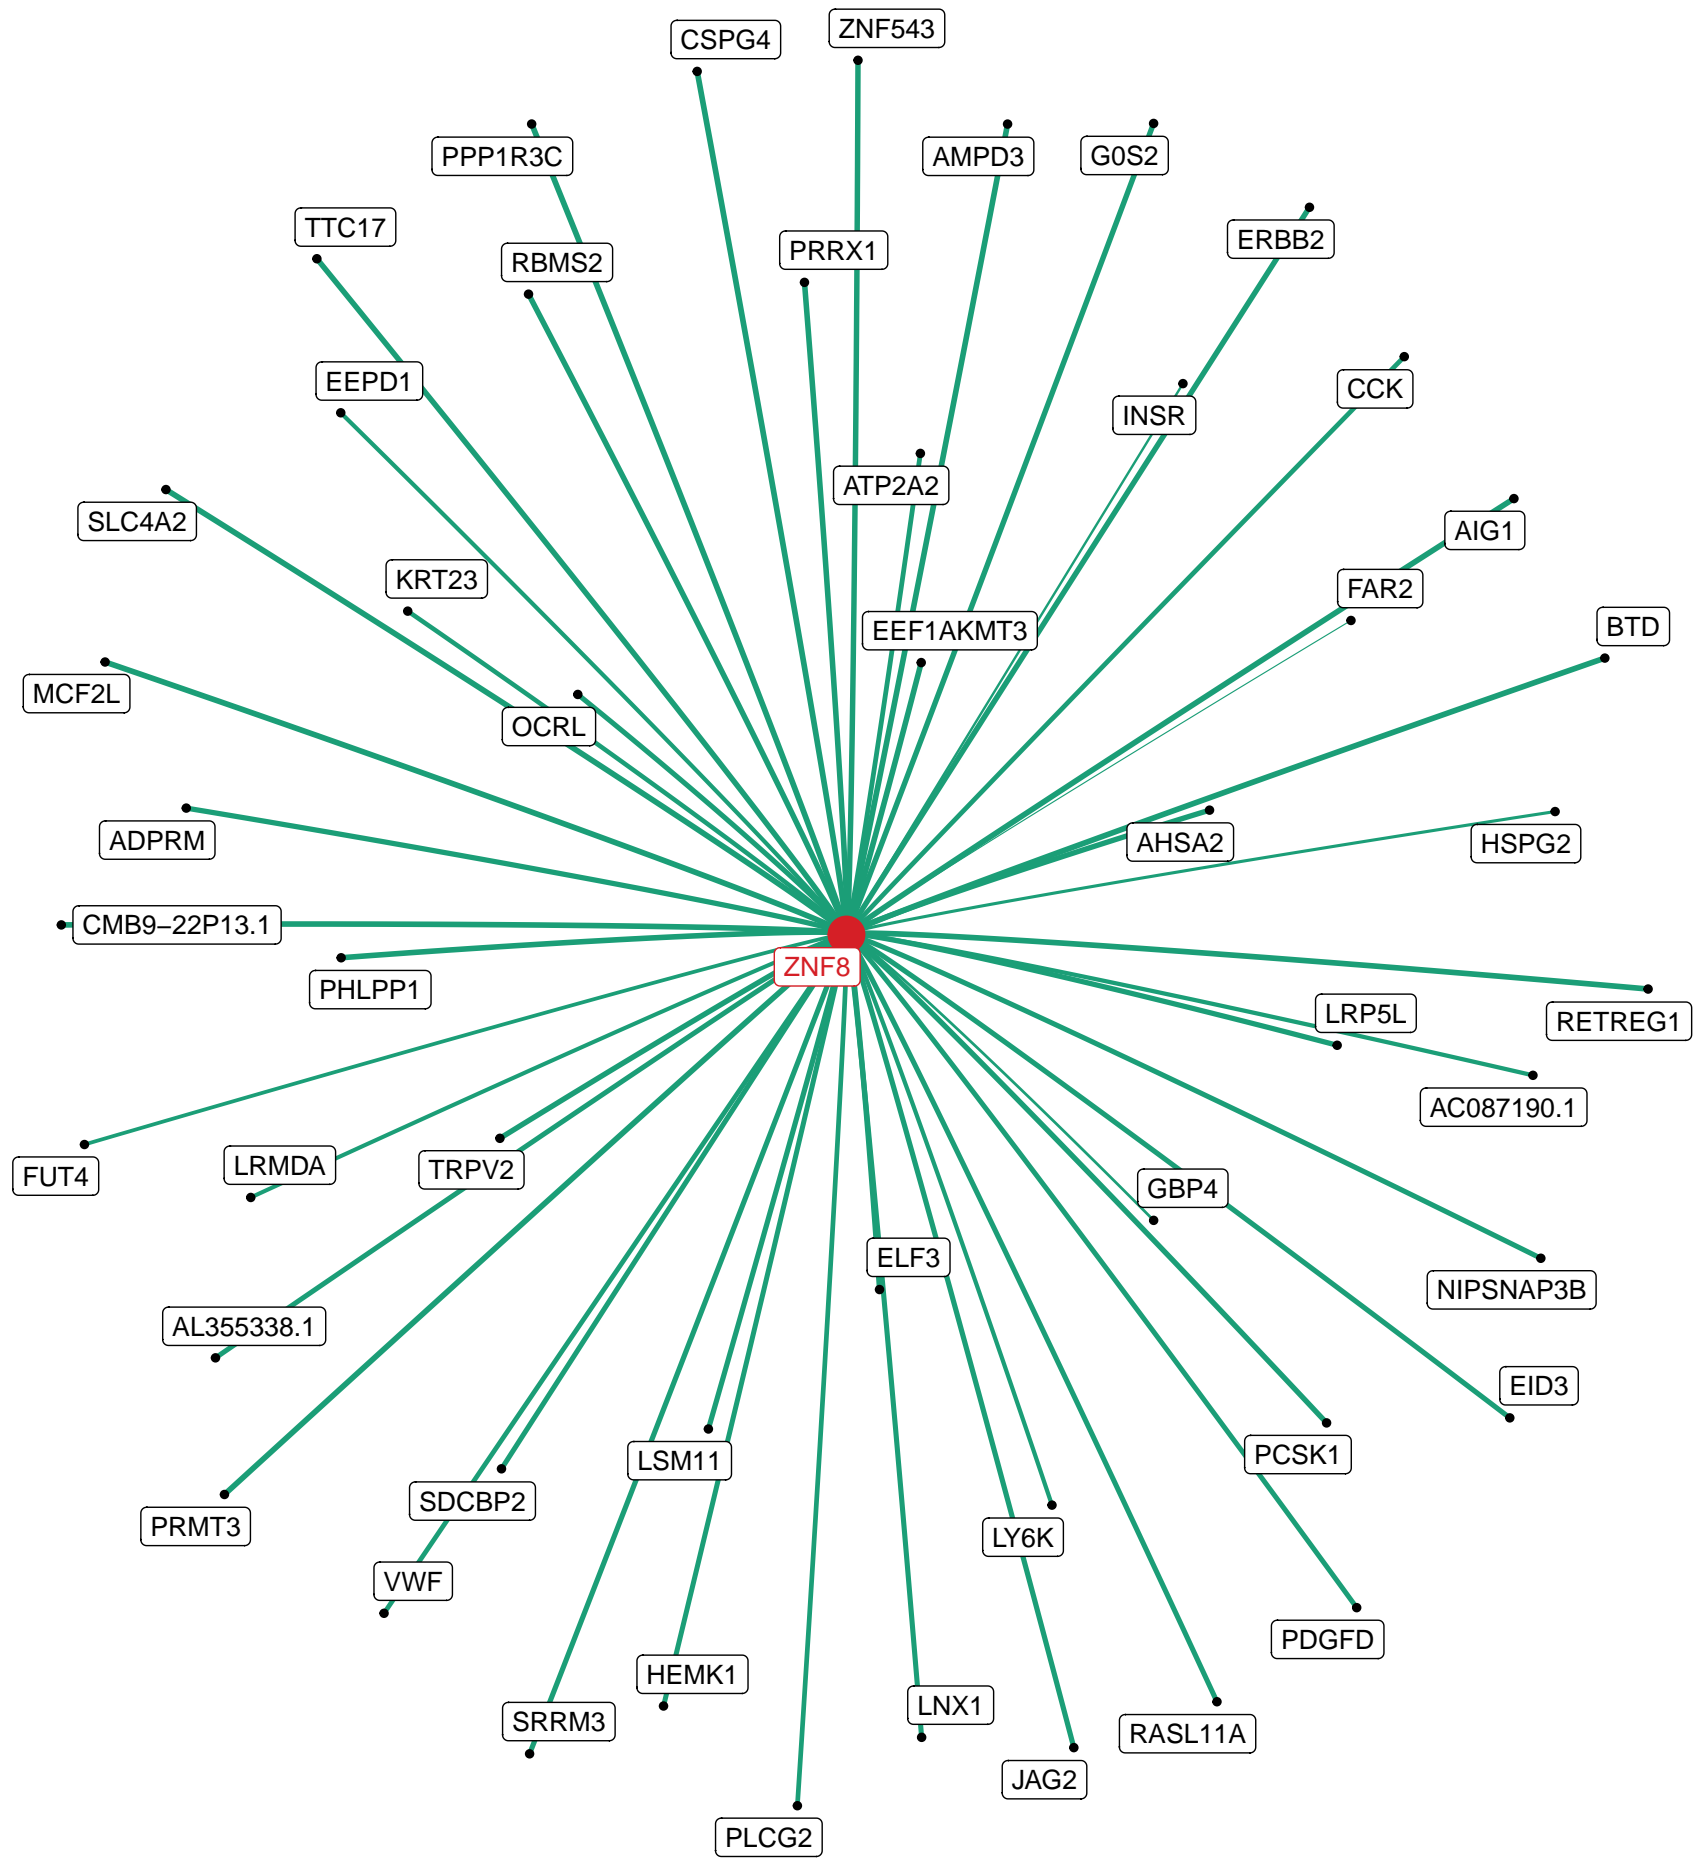 ZNF543
CSPG4
PPP1R3C
AMPD3
G0S2
TTC17
ERBB2
PRRX1
RBMS2
EEPD1
CCK
INSR
ATP2A2
SLC4A2
AIG1
KRT23
FAR2
BTD
EEF1AKMT3
MCF2L
OCRL
ADPRM
AHSA2
HSPG2
CMB9−22P13.1
ZNF8
PHLPP1
LRP5L
RETREG1
AC087190.1
LRMDA
TRPV2
FUT4
GBP4
ELF3
NIPSNAP3B
AL355338.1
EID3
PCSK1
LSM11
SDCBP2
PRMT3
LY6K
VWF
PDGFD
HEMK1
LNX1
SRRM3
RASL11A
JAG2
PLCG2